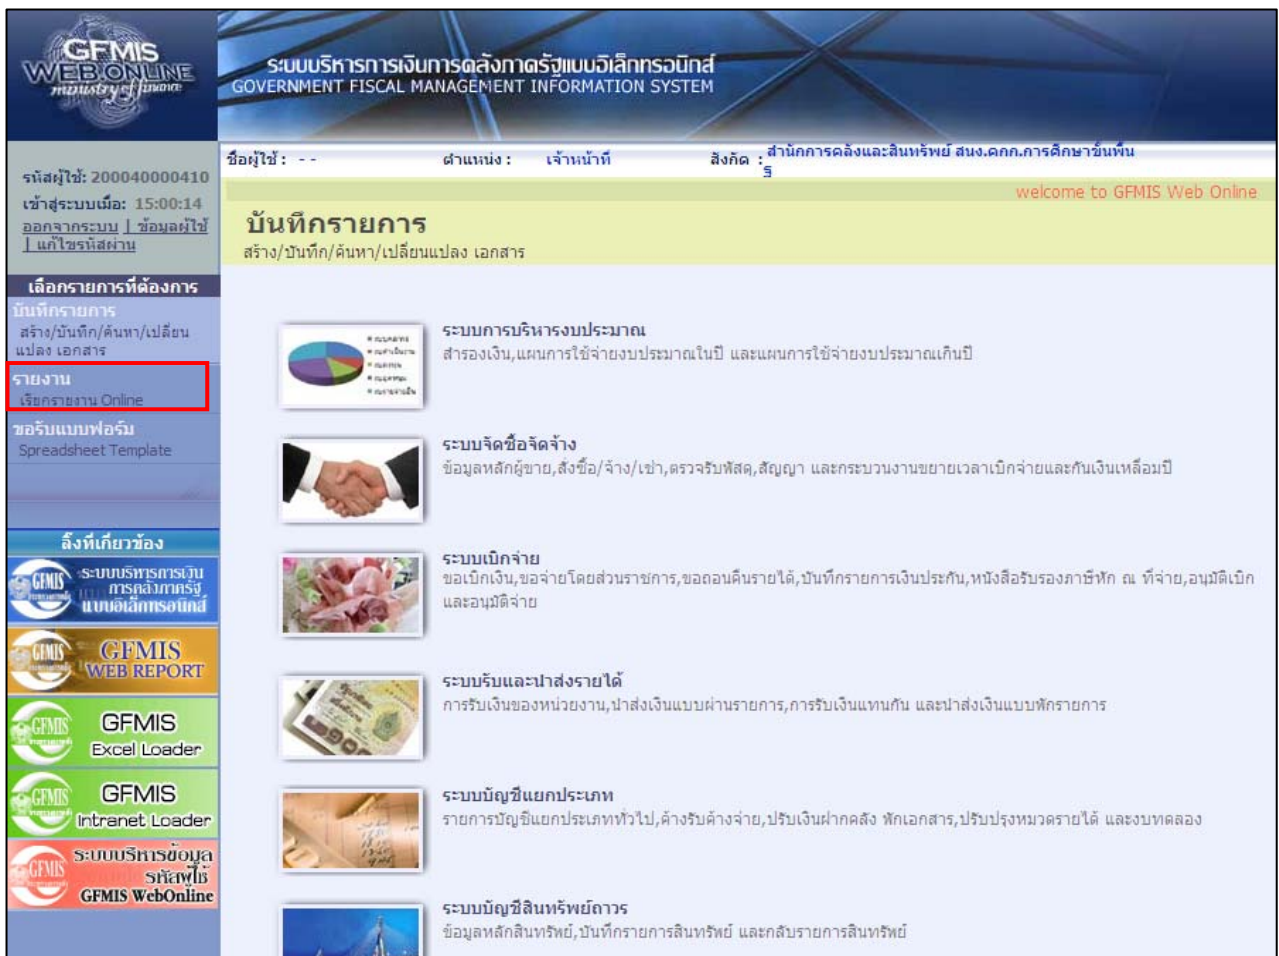 GFMIS
WEB ONLINE
ministry of finance
ระบบบริหารการเงินการคลังภาครัฐแบบอิเล็กทรอนิกส์
GOVERNMENT FISCAL MANAGEMENT INFORMATION SYSTEM
ชื่อผู้ใช้ : - - ตำแหน่ง : เจ้าหน้าที่ สังกัด : สำนักการคลังและสินทรัพย์ สนง.คกก.การศึกษาขั้นพื้น
ฐ
รหัสผู้ใช้: 200040000410
เข้าสู่ระบบเมื่อ: 15:00:14
ออกจากระบบ | ข้อมูลผู้ใช้
| แก้ไขรหัสผ่าน
welcome to GFMIS Web Online
บันทึกรายการ
สร้าง/บันทึก/ค้นหา/เปลี่ยนแปลง เอกสาร
เลือกรายการที่ต้องการ
บันทึกรายการ
สร้าง/บันทึก/ค้นหา/เปลี่ยน
แปลง เอกสาร
รายงาน
เรียกรายงาน Online
ขอรับแบบฟอร์ม
Spreadsheet Template
ลิ้งที่เกี่ยวข้อง
GFMIS
ระบบบริหารการเงิน
การคลังภาครัฐ
แบบอิเล็กทรอนิกส์
GFMIS
GFMIS
WEB REPORT
GFMIS
GFMIS
Excel Loader
GFMIS
GFMIS
Intranet Loader
GFMIS
ระบบบริหารข้อมูล
รหัสผู้ใช้
GFMIS WebOnline
ระบบการบริหารงบประมาณ
สำรองเงิน,แผนการใช้จ่ายงบประมาณในปี และแผนการใช้จ่ายงบประมาณเกินปี
ระบบจัดซื้อจัดจ้าง
ข้อมูลหลักผู้ขาย,สั่งซื้อ/จ้าง/เช่า,ตรวจรับพัสดุ,สัญญา และกระบวนงานขยายเวลาเบิกจ่ายและกันเงินเหลื่อมปี
ระบบเบิกจ่าย
ขอเบิกเงิน,ขอจ่ายโดยส่วนราชการ,ขอถอนคืนรายได้,บันทึกรายการเงินประกัน,หนังสือรับรองภาษีหัก ณ ที่จ่าย,อนุมัติเบิก
และอนุมัติจ่าย
ระบบรับและนำส่งรายได้
การรับเงินของหน่วยงาน,นำส่งเงินแบบผ่านรายการ,การรับเงินแทนกัน และนำส่งเงินแบบพักรายการ
ระบบบัญชีแยกประเภท
รายการบัญชีแยกประเภททั่วไป,ค้างรับค้างจ่าย,ปรับเงินฝากคลัง พักเอกสาร,ปรับปรุงหมวดรายได้ และงบทดลอง
ระบบบัญชีสินทรัพย์ถาวร
ข้อมูลหลักสินทรัพย์,บันทึกรายการสินทรัพย์ และกลับรายการสินทรัพย์